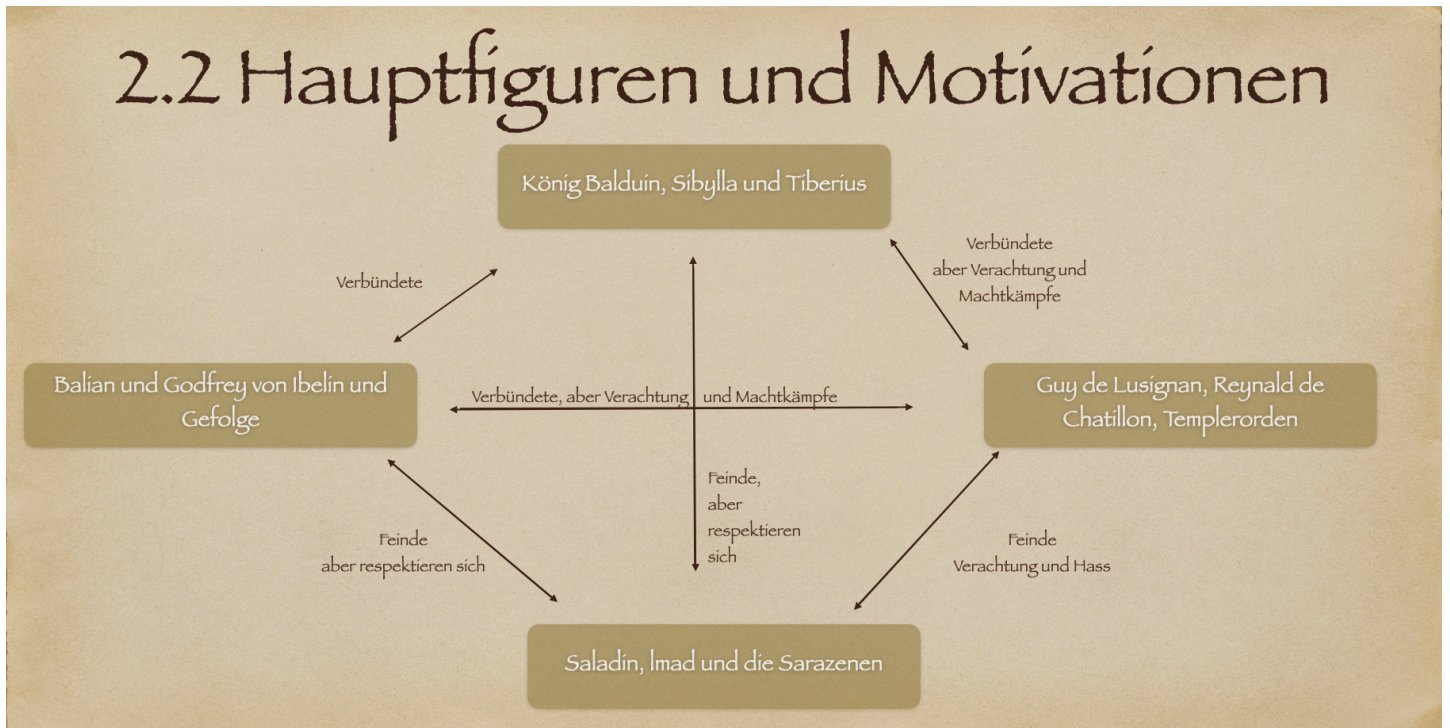 2.2 Hauptfiguren und Motivationen
König Balduin, Sibylla und Tiberius
Verbündete
aber Verachtung und
Machtkämpfe
Verbündete
Balian und Godfrey von Ibelin und
Gefolge
Verbündete, aber Verachtung und Machtkämpfe
Guy de Lusignan, Reynald de
Chatillon, Templerorden
Feinde,
aber
respektieren
sich
Feinde
aber respektieren sich
Feinde
Verachtung und Hass
Saladin, Imad und die Sarazenen